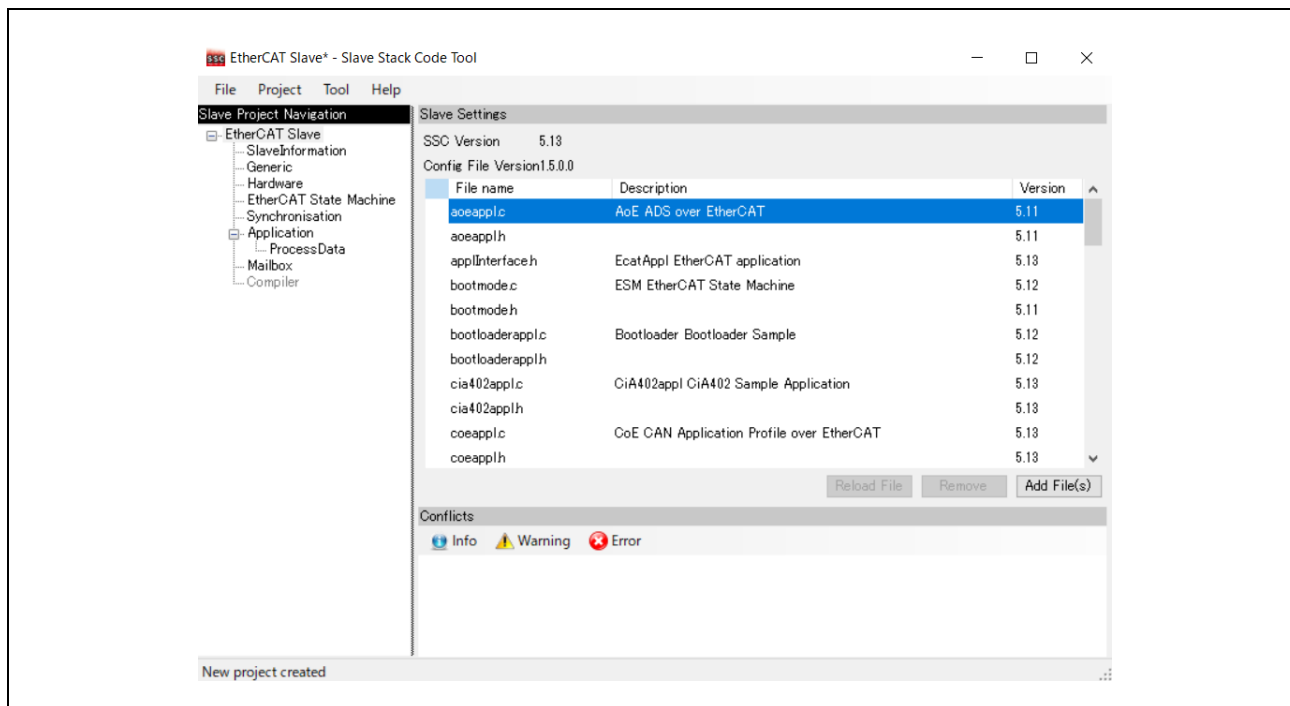 SSC EtherCAT Slave* - Slave Stack Code Tool
File Project Tool Help
Slave Project Navigation
EtherCAT Slave
SlaveInformation
Generic
Hardware
EtherCAT State Machine
Synchronisation
Application
ProcessData
Mailbox
Compiler
Slave Settings
SSC Version 5.13
Config File Version1.5.0.0
File name Description Version
aoeappl.c AoE ADS over EtherCAT 5.11
aoeappl.h 5.11
applInterface.h EcatAppl EtherCAT application 5.13
bootmode.c ESM EtherCAT State Machine 5.12
bootmode.h 5.11
bootloaderappl.c Bootloader Bootloader Sample 5.12
bootloaderappl.h 5.12
cia402appl.c CiA402appl CiA402 Sample Application 5.13
cia402appl.h 5.13
coeappl.c CoE CAN Application Profile over EtherCAT 5.13
coeappl.h 5.13
Reload File Remove Add File(s)
Conflicts
Info Warning Error
New project created